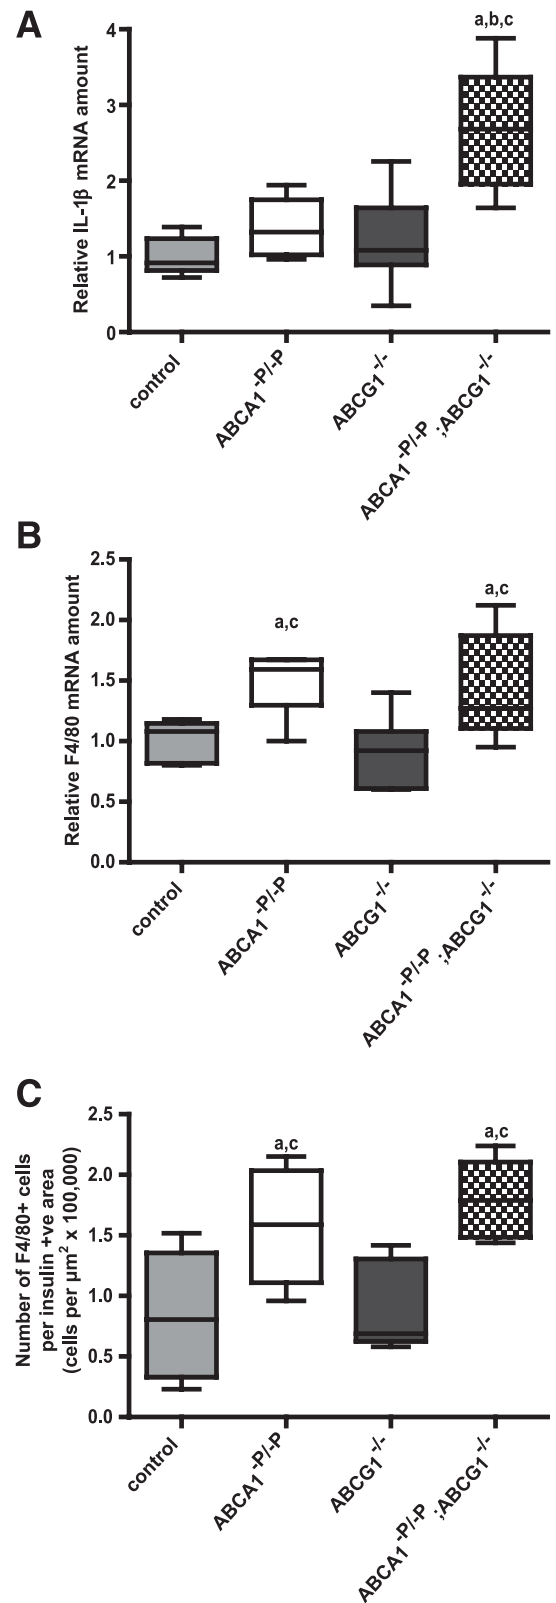 A
Relative IL-1β mRNA amount
4
3
2
1
0
a,b,c
control
ABCA1-P/-P
ABCG1-/-
ABCA1-P/-P;ABCG1-/-
B
Relative F4/80 mRNA amount
2.5
2.0
1.5
1.0
0.5
0.0
a,c
a,c
control
ABCA1-P/-P
ABCG1-/-
ABCA1-P/-P;ABCG1-/-
C
Number of F4/80+ cells
per insulin +ve area
(cells per μm2 x 100,000)
2.5
2.0
1.5
1.0
0.5
0.0
a,c
a,c
control
ABCA1-P/-P
ABCG1-/-
ABCA1-P/-P;ABCG1-/-